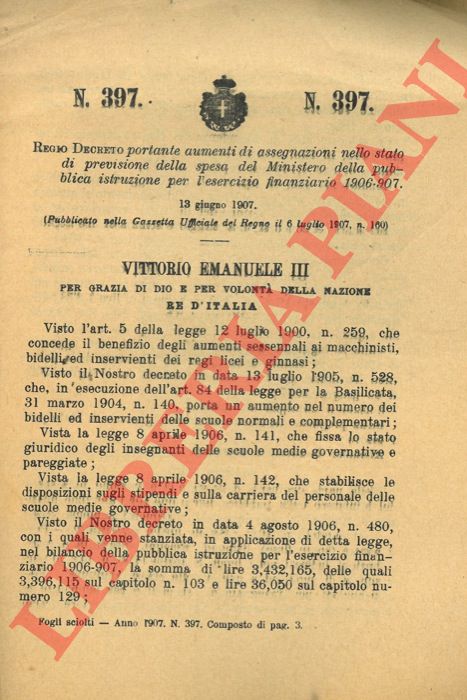 N. 397. N. 397.
REGIO DECRETO portante aumenti di assegnazioni nello stato
di previsione della spesa del Ministero della pub-
blica istruzione per l'esercizio finanziario 1906-907.
13 giugno 1907.
(Pubblicato nella Gazzetta Ufficiale del Regno il 6 luglio 1907, n. 160)
VITTORIO EMANUELE III
PER GRAZIA DI DIO E PER VOLONTÀ DELLA NAZIONE
RE D'ITALIA
Visto l'art. 5 della legge 12 luglio 1900, n. 259, che
concede il benefizio degli aumenti sessennali ai macchinisti,
bidelli ed inservienti dei regi licei e ginnasi;
Visto il Nostro decreto in data 13 luglio 1905, n. 528,
che, in esecuzione dell'art. 84 della legge per la Basilicata,
31 marzo 1904, n. 140, porta un aumento nel numero dei
bidelli ed inservienti delle scuole normali e complementari;
Vista la legge 8 aprile 1906, n. 141, che fissa lo stato
giuridico degli insegnanti delle scuole medie governative e
pareggiate;
Vista la legge 8 aprile 1906, n. 142, che stabilisce le
disposizioni sugli stipendi e sulla carriera del personale delle
scuole medie governative;
Visto il Nostro decreto in data 4 agosto 1906, n. 480,
con i quali venne stanziata, in applicazione di detta legge,
nel bilancio della pubblica istruzione per l'esercizio finan-
ziario 1906-907, la somma di lire 3,432,165, delle quali
3,396,115 sul capitolo n. 103 e lire 36,050 sul capitolo nu-
mero 129;
Fogli sciolti — Anno 1907. N. 397. Composto di pag. 3.
LIBRERIA PIANI